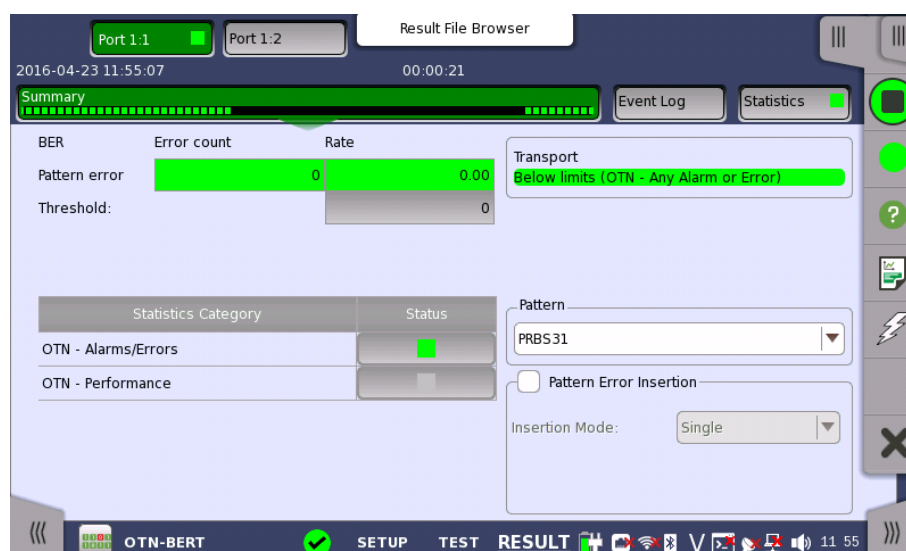 Result File Browser
Port 1:1
Port 1:2
2016-04-23 11:55:07
00:00:21
Summary
Event Log
Statistics
BER
Error count
Rate
Pattern error
0
0.00
Threshold:
0
Transport
Below limits (OTN - Any Alarm or Error)
Statistics Category
Status
OTN - Alarms/Errors
OTN - Performance
Pattern
PRBS31
Pattern Error Insertion
Insertion Mode:
Single
OTN-BERT
SETUP
TEST
RESULT
11 55